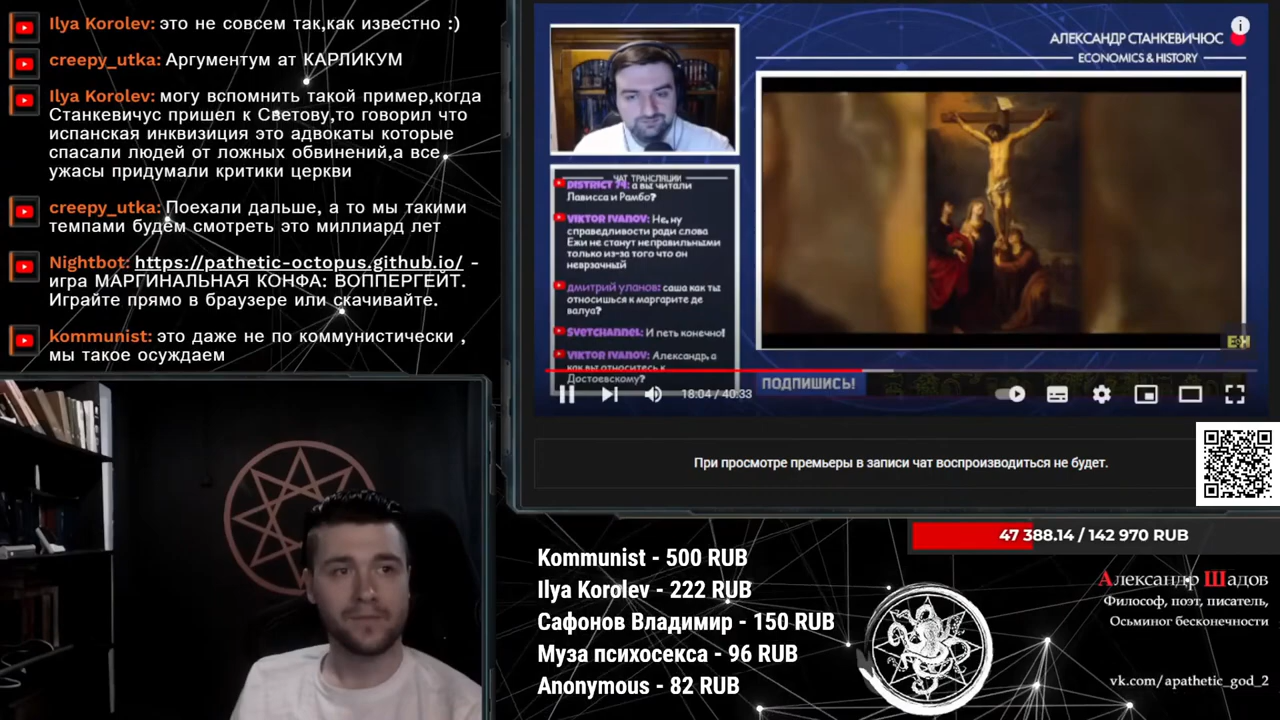 Ilya Korolev: это не совсем так,как известно :)
creepy_utka: Аргументум ат КАРЛИКУМ
Ilya Korolev: могу вспомнить такой пример,когда
Станкевичус пришел к Светову,то говорил что
испанская инквизиция это адвокаты которые
спасали людей от ложных обвинений,а все
ужасы придумали критики церкви
creepy_utka: Поехали дальше, а то мы такими
темпами будем смотреть это миллиард лет
Nightbot: https://pathetic-octopus.github.io/ -
игра МАРГИНАЛЬНАЯ КОНФА: ВОППЕРГЕЙТ.
Играйте прямо в браузере или скачивайте.
kommunist: это даже не по коммунистически ,
мы такое осуждаем
АЛЕКСАНДР СТАНКЕВИЧЮС
ECONOMICS & HISTORY
ЧАТ ТРАНСЛЯЦИИ
DISTRICT 79: а вы читали
Лависса и Рамбо?
VIKTOR IVANOV: Не, ну
справедливости ради слова
Ежи не станут неправильными
только из-за того что он
неврзачный
дмитрий уланов: саша как ты
относишься к маргарите де
валуа?
SVETCHANNEL: И петь конечно!
VIKTOR IVANOV: Александр, а
как вы относитесь к
Достоевскому?
ПОДПИШИСЬ!
E&H
18:04 / 40:33
При просмотре премьеры в записи чат воспроизводиться не будет.
47 388.14 / 142 970 RUB
Kommunist - 500 RUB
Ilya Korolev - 222 RUB
Сафонов Владимир - 150 RUB
Муза психосекса - 96 RUB
Anonymous - 82 RUB
Александр Шадов
Философ, поэт, писатель,
Осьминог бесконечности
vk.com/apathetic_god_2